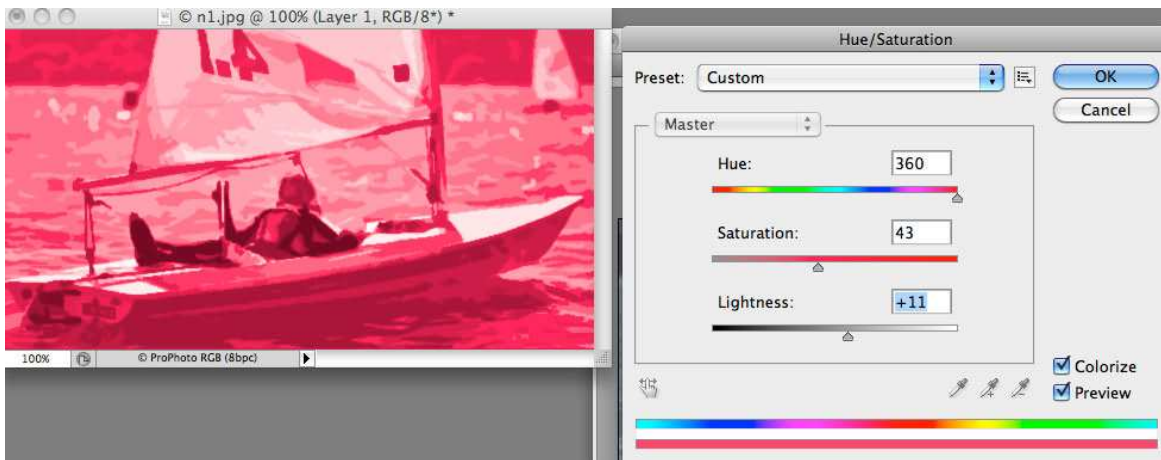 © n1.jpg @ 100% (Layer 1, RGB/8*) *
100%
© ProPhoto RGB (8bpc)
Hue/Saturation
Preset: Custom
OK
Cancel
Master
Hue: 360
Saturation: 43
Lightness: +11
Colorize
Preview